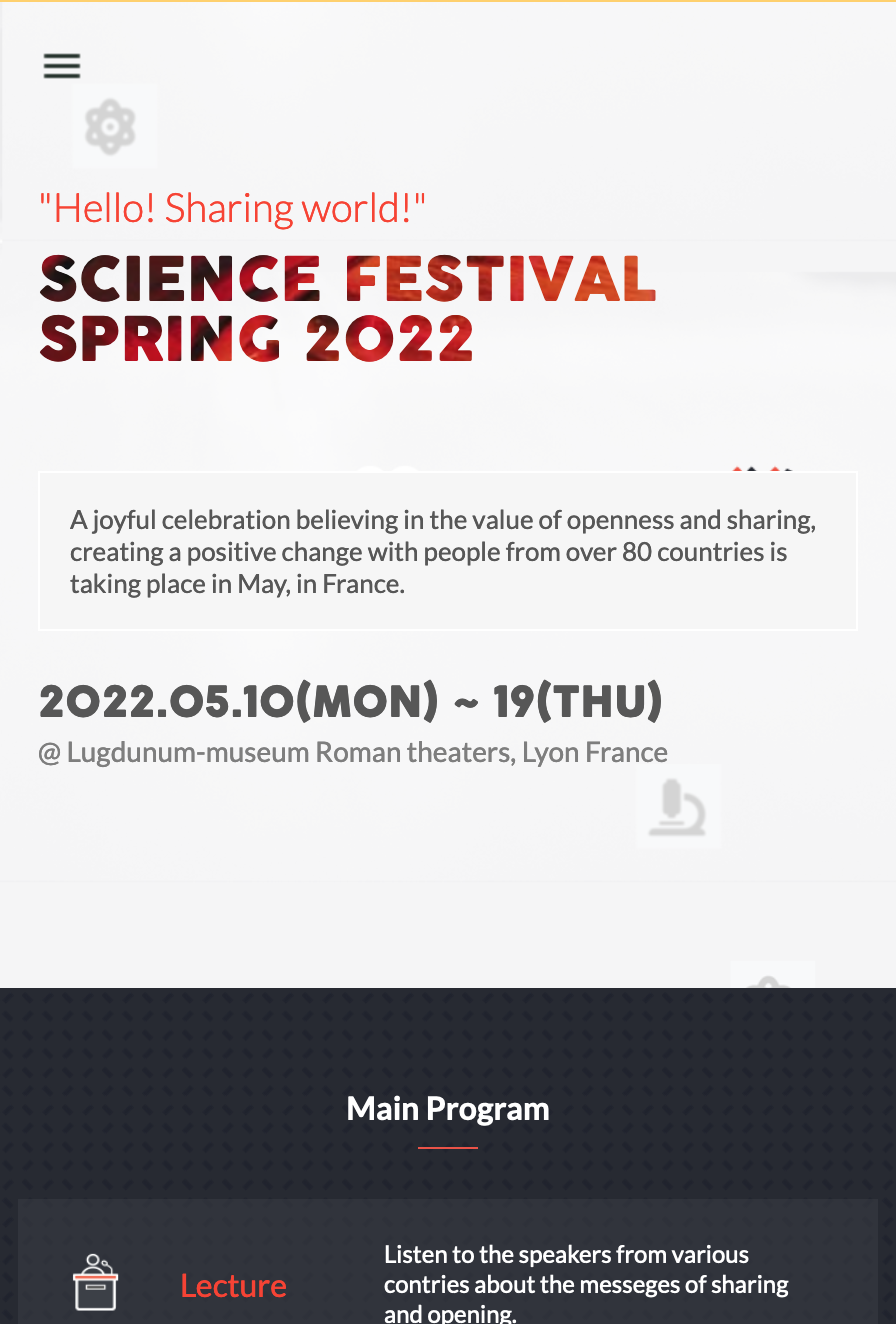 "Hello! Sharing world!"
SCIENCE FESTIVAL
SPRING 2022
A joyful celebration believing in the value of openness and sharing,
creating a positive change with people from over 80 countries is
taking place in May, in France.
2022.05.10(MON) ~ 19(THU)
@ Lugdunum-museum Roman theaters, Lyon France
Main Program
Lecture
Listen to the speakers from various
contries about the messeges of sharing
and opening.